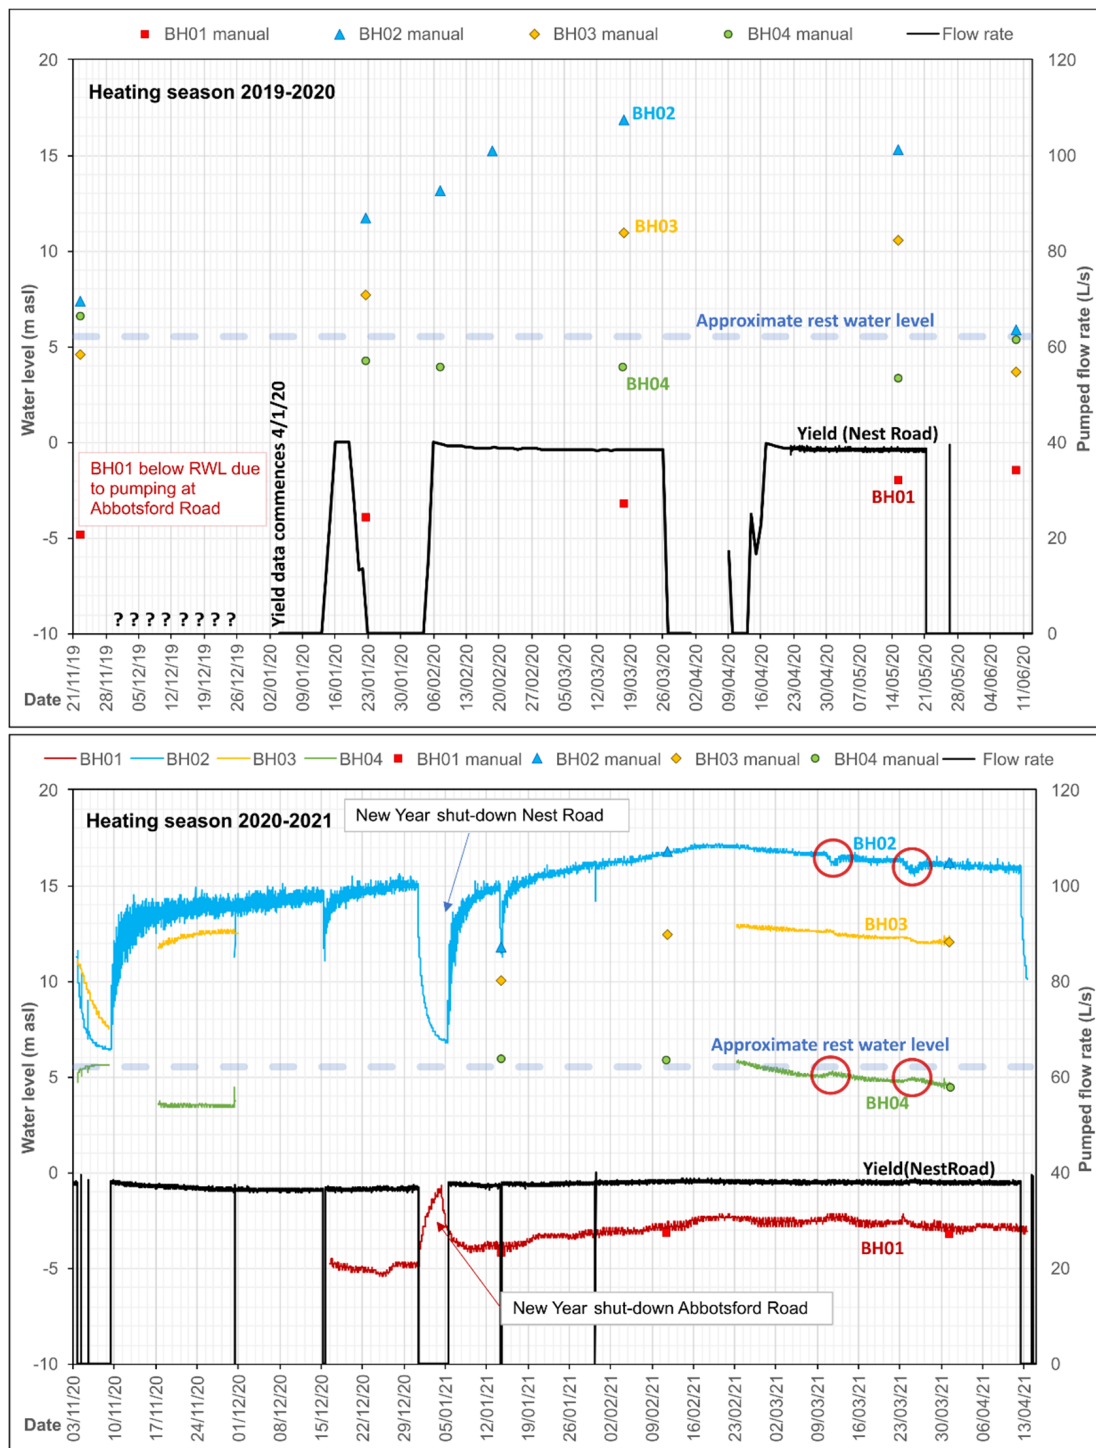 BH01 manual BH02 manual BH03 manual BH04 manual Flow rate
Heating season 2019-2020
Water level (m asl)
20
15
10
5
0
-5
-10
Pumped flow rate (L/s)
120
100
80
60
40
20
0
BH02
BH03
Approximate rest water level
BH04
Yield (Nest Road)
BH01
BH01 below RWL due
to pumping at
Abbotsford Road
Yield data commences 4/1/20
? ? ? ? ? ? ? ?
Date
21/11/19
28/11/19
05/12/19
12/12/19
19/12/19
26/12/19
02/01/20
09/01/20
16/01/20
23/01/20
30/01/20
06/02/20
13/02/20
20/02/20
27/02/20
05/03/20
12/03/20
19/03/20
26/03/20
02/04/20
09/04/20
16/04/20
23/04/20
30/04/20
07/05/20
14/05/20
21/05/20
28/05/20
04/06/20
11/06/20
BH01 BH02 BH03 BH04 BH01 manual BH02 manual BH03 manual BH04 manual Flow rate
Heating season 2020-2021
New Year shut-down Nest Road
Water level (m asl)
20
15
10
5
0
-5
-10
Pumped flow rate (L/s)
120
100
80
60
40
20
0
BH02
BH03
Approximate rest water level
BH04
Yield(NestRoad)
BH01
New Year shut-down Abbotsford Road
Date
03/11/20
10/11/20
17/11/20
24/11/20
01/12/20
08/12/20
15/12/20
22/12/20
29/12/20
05/01/21
12/01/21
19/01/21
26/01/21
02/02/21
09/02/21
16/02/21
23/02/21
02/03/21
09/03/21
16/03/21
23/03/21
30/03/21
06/04/21
13/04/21